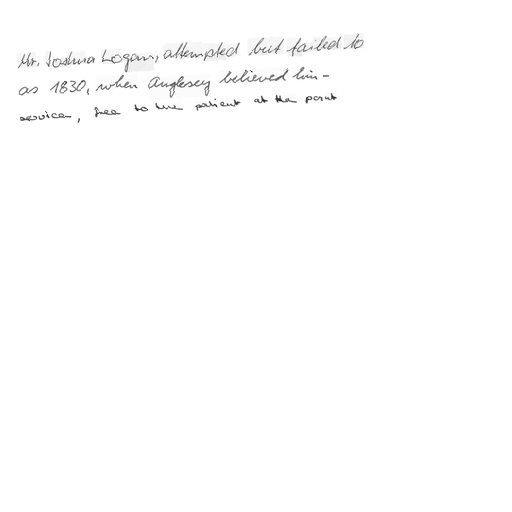 Mr. Joshua Logan, attempted but failed to
as 1830, when Anglesey believed him-
service, free to the patient at the point